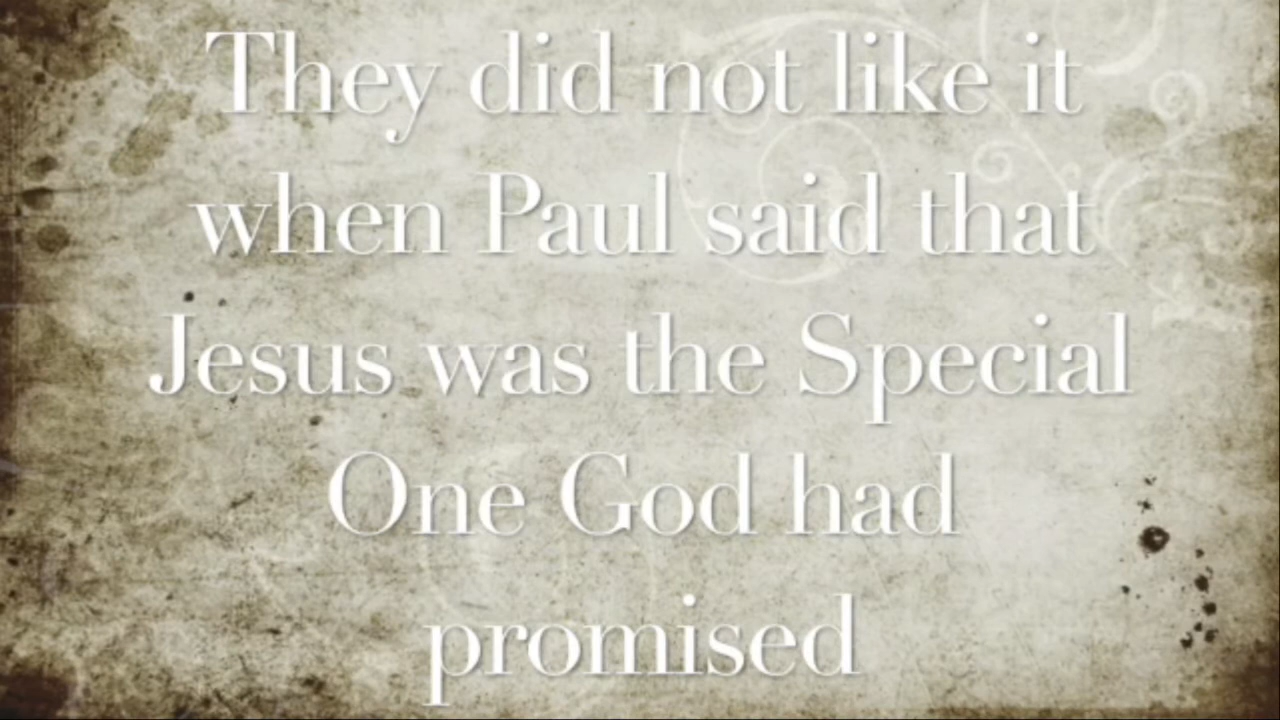 They did not like it
when Paul said that
Jesus was the Special
One God had
promised